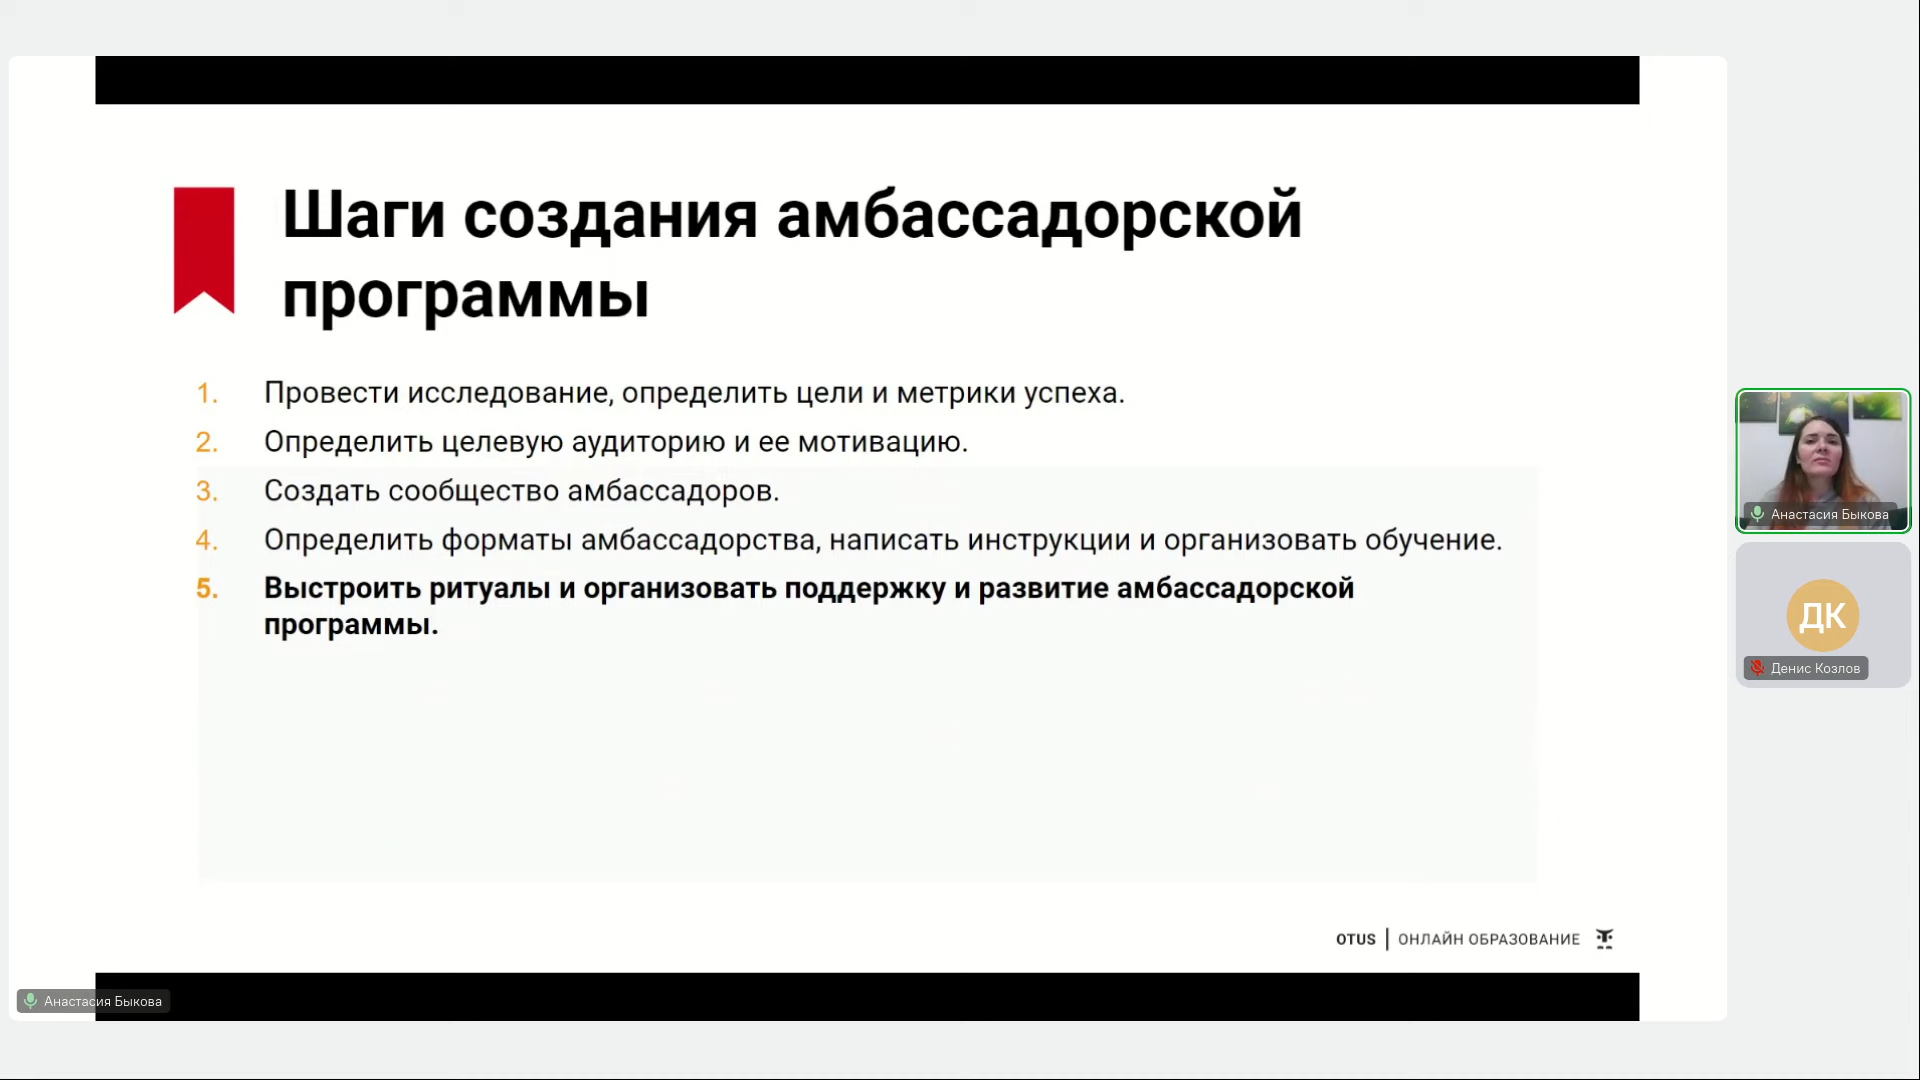 Шаги создания амбассадорской
программы
1. Провести исследование, определить цели и метрики успеха.
2. Определить целевую аудиторию и ее мотивацию.
3. Создать сообщество амбассадоров.
4. Определить форматы амбассадорства, написать инструкции и организовать обучение.
5. Выстроить ритуалы и организовать поддержку и развитие амбассадорской
программы.
OTUS | ОНЛАЙН ОБРАЗОВАНИЕ
Анастасия Быкова
Анастасия Быкова
ДК
Денис Козлов